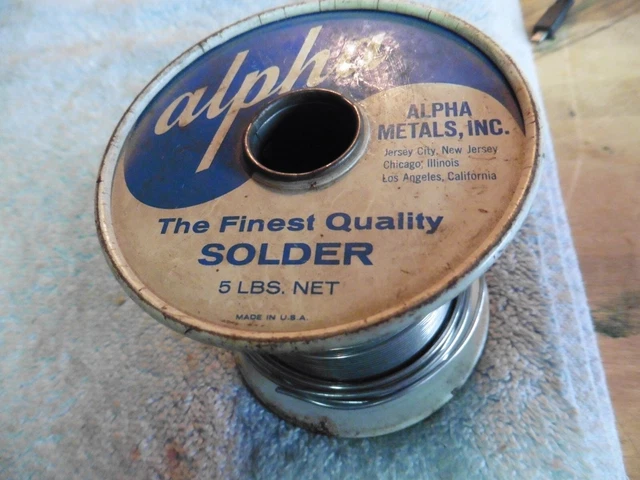 alpha
ALPHA
METALS, INC.
Jersey City, New Jersey
Chicago, Illinois
Los Angeles, California
The Finest Quality
SOLDER
5 LBS. NET
MADE IN U.S.A.